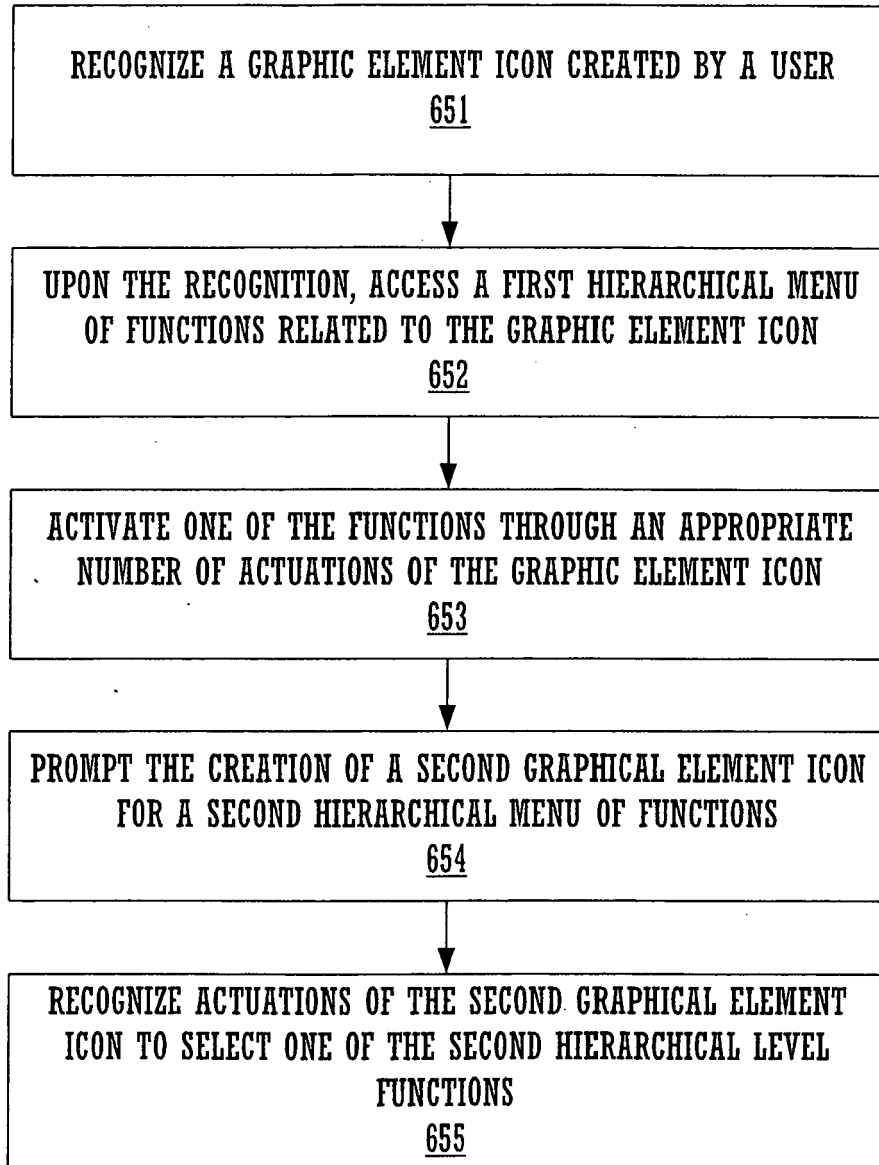 RECOGNIZE A GRAPHIC ELEMENT ICON CREATED BY A USER
651
UPON THE RECOGNITION, ACCESS A FIRST HIERARCHICAL MENU
OF FUNCTIONS RELATED TO THE GRAPHIC ELEMENT ICON
652
ACTIVATE ONE OF THE FUNCTIONS THROUGH AN APPROPRIATE
NUMBER OF ACTUATIONS OF THE GRAPHIC ELEMENT ICON
653
PROMPT THE CREATION OF A SECOND GRAPHICAL ELEMENT ICON
FOR A SECOND HIERARCHICAL MENU OF FUNCTIONS
654
RECOGNIZE ACTUATIONS OF THE SECOND GRAPHICAL ELEMENT
ICON TO SELECT ONE OF THE SECOND HIERARCHICAL LEVEL
FUNCTIONS
655